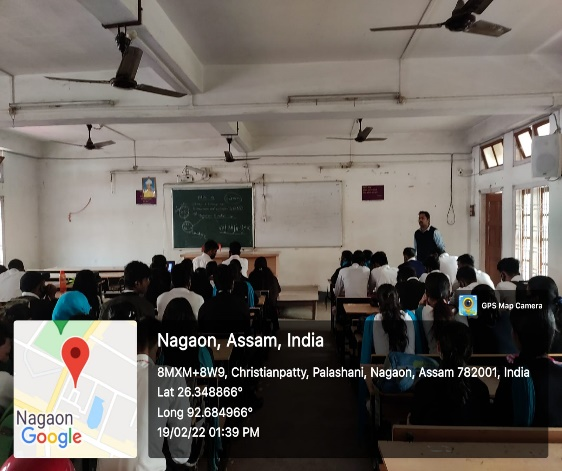 GPS Map Camera
Nagaon, Assam, India
8MXM+8W9, Christianpatty, Palashani, Nagaon, Assam 782001, India
Lat 26.348866°
Long 92.684966°
19/02/22 01:39 PM
Nagaon
Google